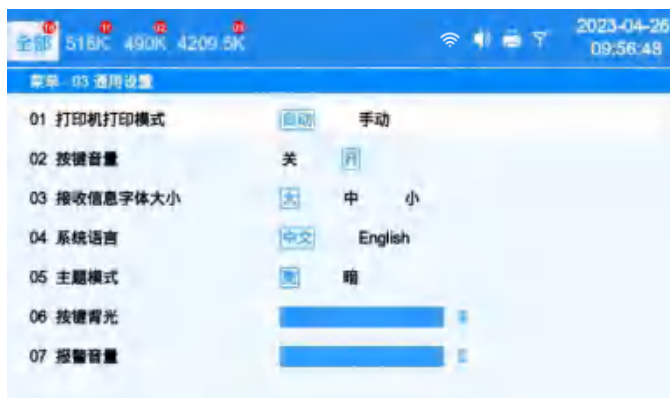 全部 516K 490K 4209.5K
2023-04-26
09:56:48
菜单 03 通用设置
01 打印机打印模式 自动 手动
02 按键音量 关 开
03 接收信息字体大小 大 中 小
04 系统语言 中文 English
05 主题模式 亮 暗
06 按键背光
07 报警音量